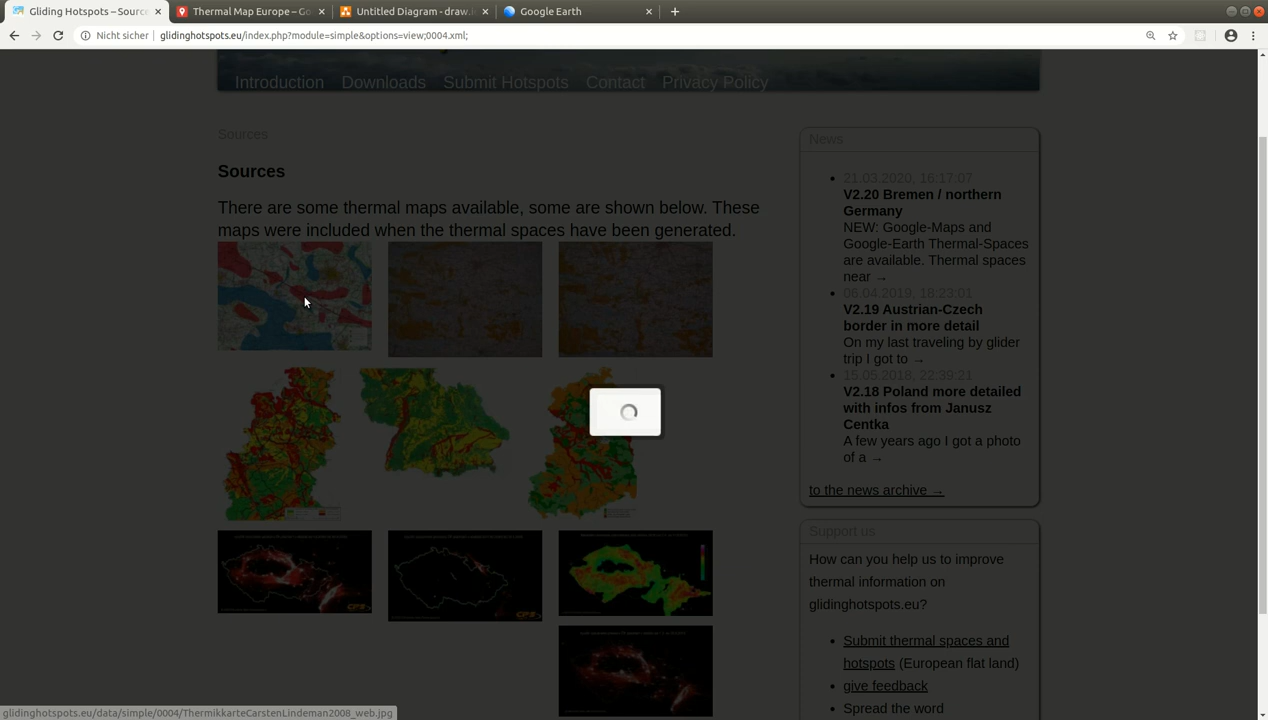 Gliding Hotspots – Source
Thermal Map Europe – Go
Untitled Diagram - draw.i
Google Earth
Nicht sicher
glidinghotspots.eu/index.php?module=simple&options=view;0004.xml;
Introduction
Downloads
Submit Hotspots
Contact
Privacy Policy
Sources
Sources
There are some thermal maps available, some are shown below. These
maps were included when the thermal spaces have been generated.
News
21.03.2020, 16:17:07
V2.20 Bremen / northern
Germany
NEW: Google-Maps and
Google-Earth Thermal-Spaces
are available. Thermal spaces
near →
06.04.2019, 18:23:01
V2.19 Austrian-Czech
border in more detail
On my last traveling by glider
trip I got to →
15.05.2018, 22:39:21
V2.18 Poland more detailed
with infos from Janusz
Centka
A few years ago I got a photo
of a →
to the news archive →
Support us
How can you help us to improve
thermal information on
glidinghotspots.eu?
Submit thermal spaces and
hotspots (European flat land)
give feedback
Spread the word
glidinghotspots.eu/data/simple/0004/ThermikkarteCarstenLindeman2008_web.jpg